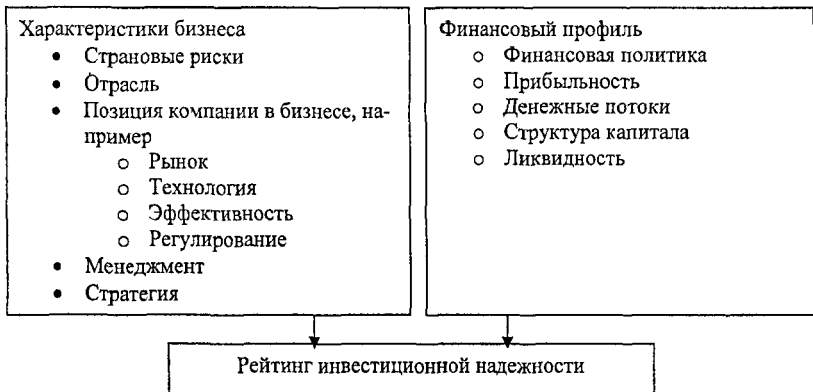 Характеристики бизнеса
• Страновые риски
• Отрасль
• Позиция компании в бизнесе, на-
пример
o Рынок
o Технология
o Эффективность
o Регулирование
• Менеджмент
• Стратегия
Финансовый профиль
o Финансовая политика
o Прибыльность
o Денежные потоки
o Структура капитала
o Ликвидность
Рейтинг инвестиционной надежности